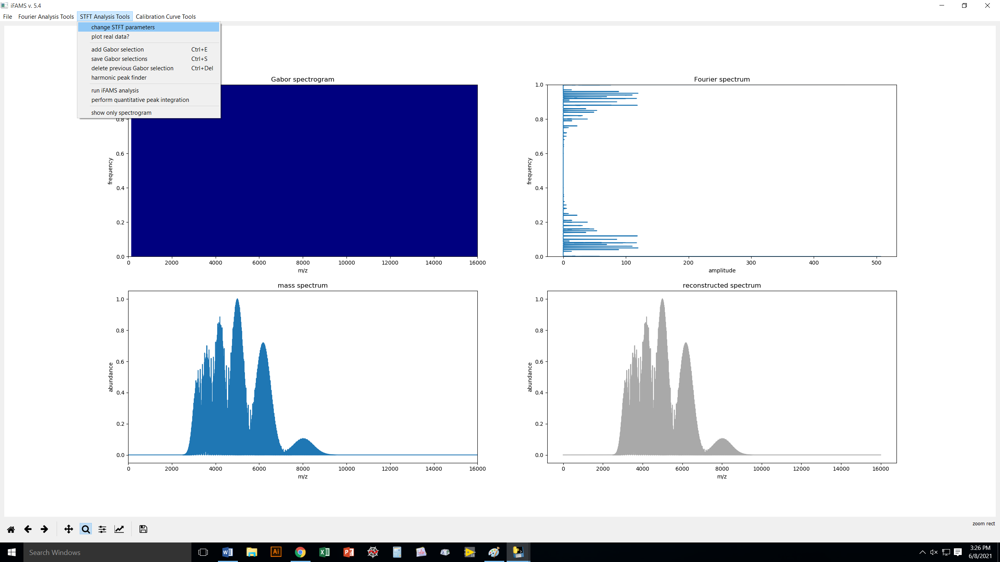 iFAMS v. 5.4
File Fourier Analysis Tools STFT Analysis Tools Calibration Curve Tools
change STFT parameters
plot real data?
add Gabor selection Ctrl+E
save Gabor selections Ctrl+S
delete previous Gabor selection Ctrl+Del
harmonic peak finder
run iFAMS analysis
perform quantitative peak integration
show only spectrogram
Gabor spectrogram
0.8
0.6
0.4
0.2
0.0
frequency
0 2000 4000 6000 8000 10000 12000 14000 16000
m/z
Fourier spectrum
1.0
0.8
0.6
0.4
0.2
0.0
frequency
0 100 200 300 400 500
amplitude
mass spectrum
1.0
0.8
0.6
0.4
0.2
0.0
abundance
0 2000 4000 6000 8000 10000 12000 14000 16000
m/z
reconstructed spectrum
1.0
0.8
0.6
0.4
0.2
0.0
abundance
0 2000 4000 6000 8000 10000 12000 14000 16000
m/z
zoom rect
Search Windows
Ai
19
3:26 PM
6/8/2021